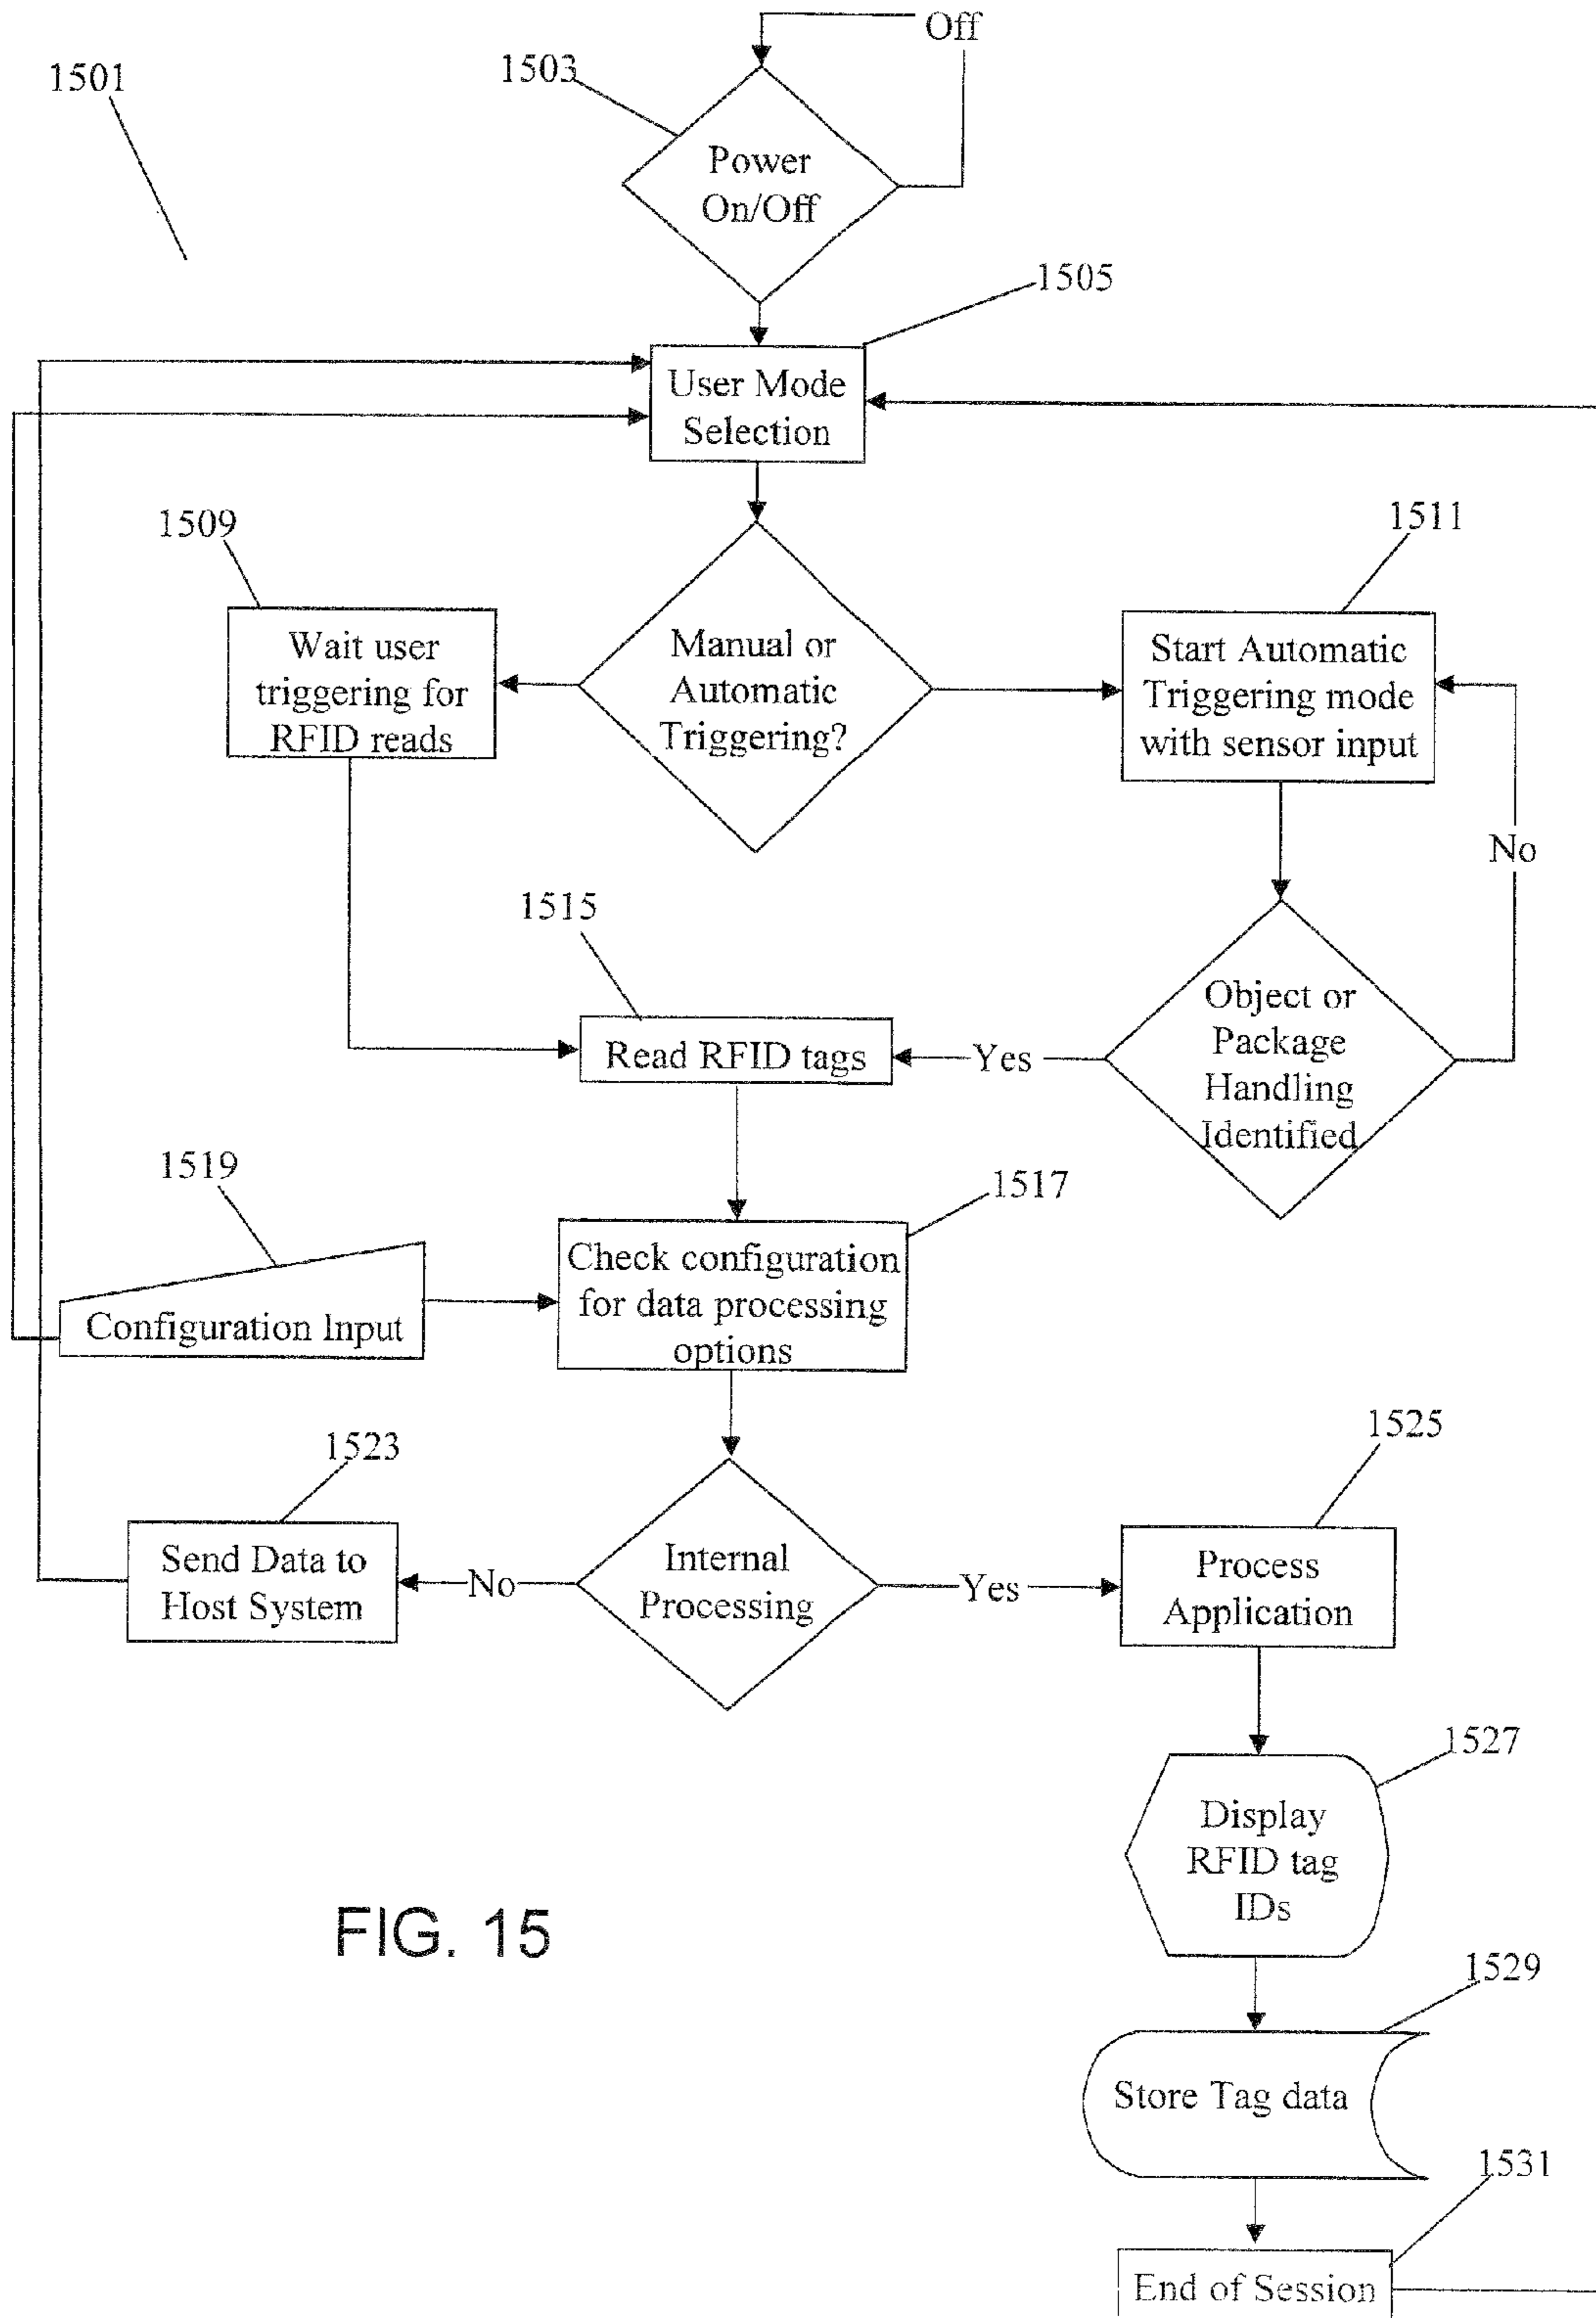 Off
1501
1503
Power
On/Off
1505
User Mode
Selection
1509
1511
Wait user
triggering for
RFID reads
Manual or
Automatic
Triggering?
Start Automatic
Triggering mode
with sensor input
No
1515
Read RFID tags
Yes
Object or
Package
Handling
Identified
1519
1517
Configuration Input
Check configuration
for data processing
options
1523
1525
Send Data to
Host System
No
Internal
Processing
Yes
Process
Application
1527
Display
RFID tag
IDs
FIG. 15
1529
Store Tag data
1531
End of Session